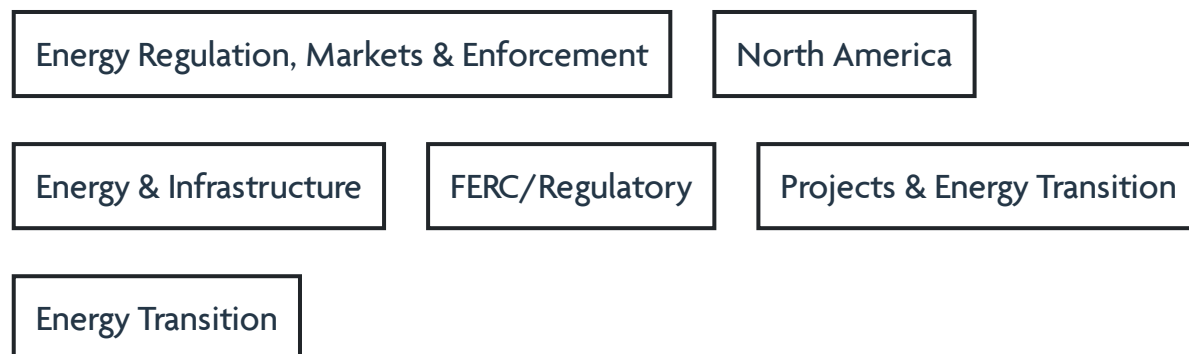 Energy Regulation, Markets & Enforcement North America
Energy & Infrastructure FERC/Regulatory Projects & Energy Transition
Energy Transition